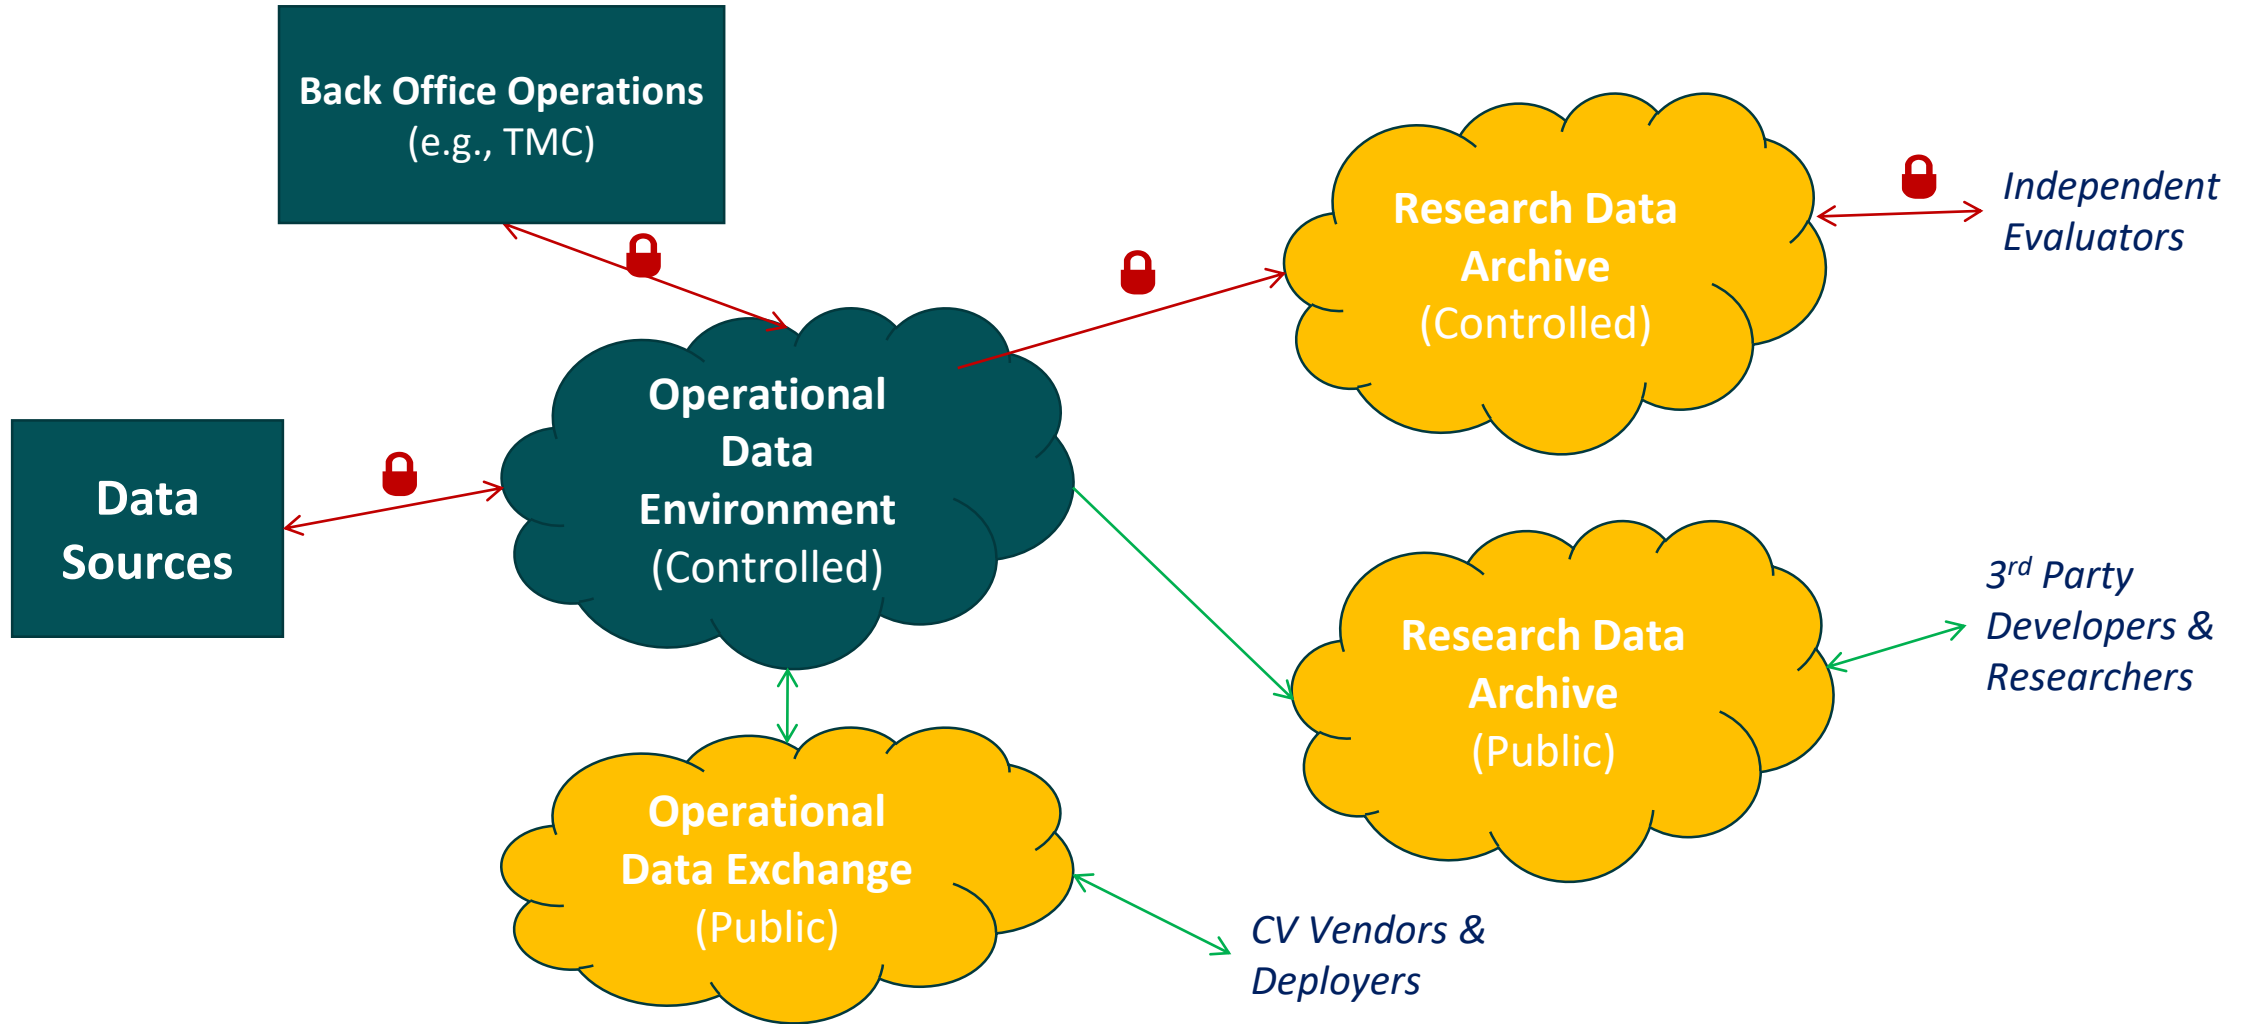 Back Office Operations
(e.g., TMC)
Research Data
Archive
(Controlled)
Independent
Evaluators
Operational
Data
Environment
(Controlled)
Data
Sources
Research Data
Archive
(Public)
3rd Party
Developers &
Researchers
Operational
Data Exchange
(Public)
CV Vendors &
Deployers